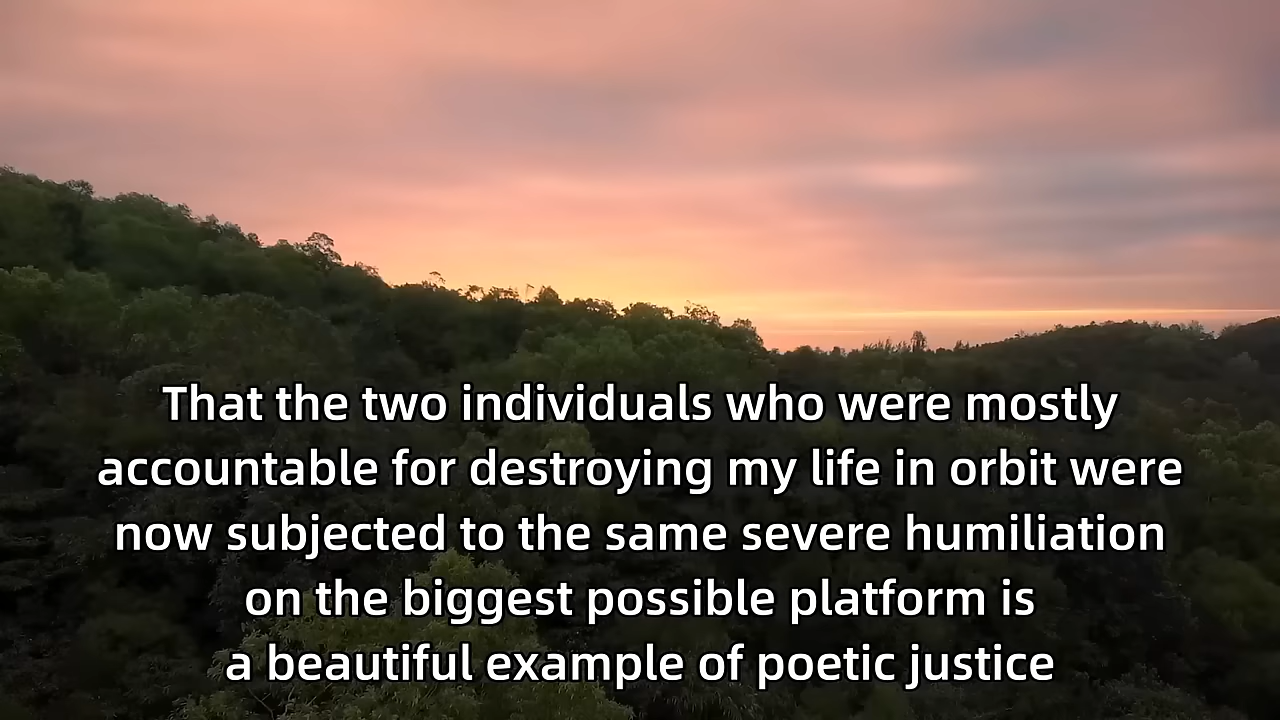 That the two individuals who were mostly
accountable for destroying my life in orbit were
now subjected to the same severe humiliation
on the biggest possible platform is
a beautiful example of poetic justice